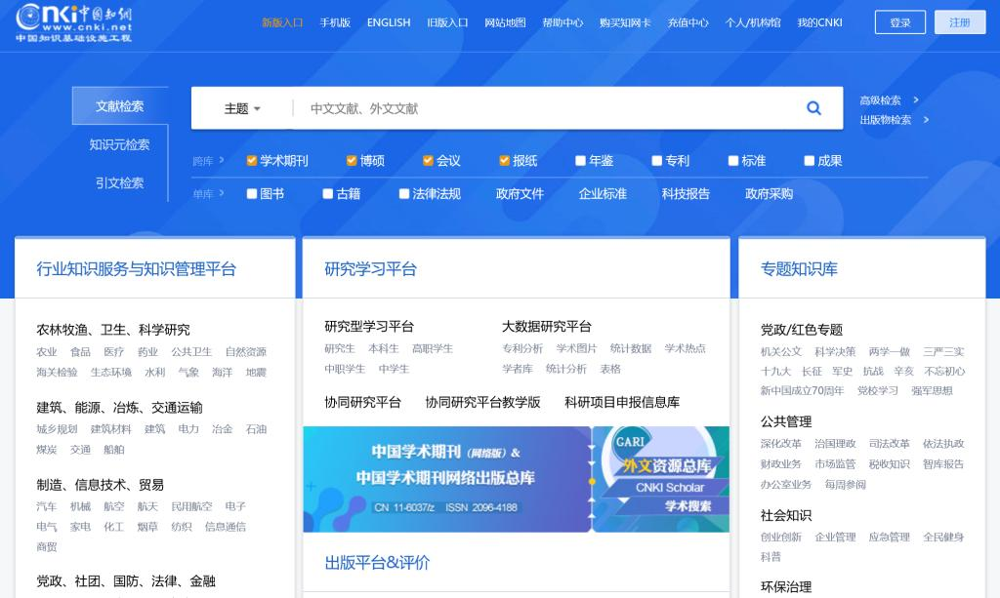 CNKI中国知网
www.cnki.net
中国知识基础设施工程
新版入口 手机版 ENGLISH 旧版入口 网站地图 帮助中心 购买知网卡 充值中心 个人/机构馆 我的CNKI 登录 注册
文献检索 主题 中文文献、外文文献 高级检索 >
出版物检索 >
知识元检索
引文检索
跨库 > 学术期刊 博硕 会议 报纸 年鉴 专利 标准 成果
单库 > 图书 古籍 法律法规 政府文件 企业标准 科技报告 政府采购
行业知识服务与知识管理平台
农林牧渔、卫生、科学研究
农业 食品 医疗 药业 公共卫生 自然资源
海关检验 生态环境 水利 气象 海洋 地震
建筑、能源、冶炼、交通运输
城乡规划 建筑材料 建筑 电力 冶金 石油
煤炭 交通 船舶
制造、信息技术、贸易
汽车 机械 航空 航天 民用航空 电子
电气 家电 化工 烟草 纺织 信息通信
商贸
党政、社团、国防、法律、金融
研究学习平台
研究型学习平台
研究生 本科生 高职学生
中职学生 中学生
大数据研究平台
专利分析 学术图片 统计数据 学术热点
学者库 统计分析 表格
协同研究平台 协同研究平台教学版 科研项目申报信息库
中国学术期刊(网络版)&
中国学术期刊网络出版总库
CN 11-6037/z ISSN 2096-4188
GARI
外文资源总库
CNKI Scholar
学术搜索
出版平台&评价
专题知识库
党政/红色专题
机关公文 科学决策 两学一做 三严三实
十九大 长征 军史 抗战 辛亥 不忘初心
新中国成立70周年 党校学习 强军思想
公共管理
深化改革 治国理政 司法改革 依法执政
财政业务 市场监管 税收知识 智库报告
办公室业务 每周参阅
社会知识
创业创新 企业管理 应急管理 全民健身
科普
环保治理